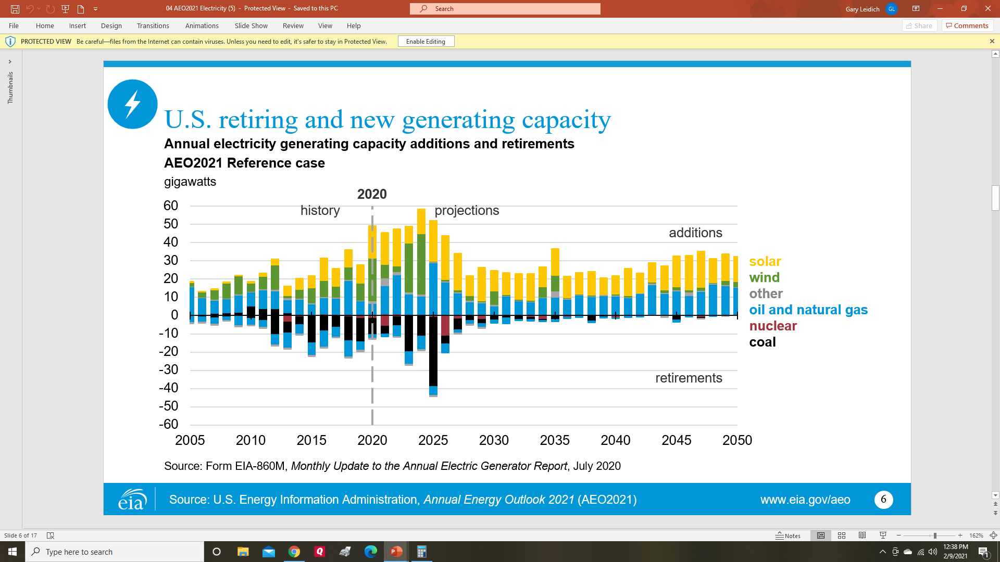 04 AEO2021 Electricity (5) - Protected View - Saved to this PC
Search
Gary Leidich
GL
File Home Insert Design Transitions Animations Slide Show Review View Help
Share
Comments
PROTECTED VIEW Be careful—files from the Internet can contain viruses. Unless you need to edit, it's safer to stay in Protected View.
Enable Editing
Thumbnails
U.S. retiring and new generating capacity
Annual electricity generating capacity additions and retirements
AEO2021 Reference case
gigawatts
2020
history
projections
additions
60
50
40
30
20
10
0
-10
-20
-30
-40
-50
-60
solar
wind
other
oil and natural gas
nuclear
coal
retirements
2005 2010 2015 2020 2025 2030 2035 2040 2045 2050
Source: Form EIA-860M, Monthly Update to the Annual Electric Generator Report, July 2020
eia
Source: U.S. Energy Information Administration, Annual Energy Outlook 2021 (AEO2021)
www.eia.gov/aeo
6
Slide 6 of 17
Notes
162%
Type here to search
Q
P
12:38 PM
2/9/2021
1